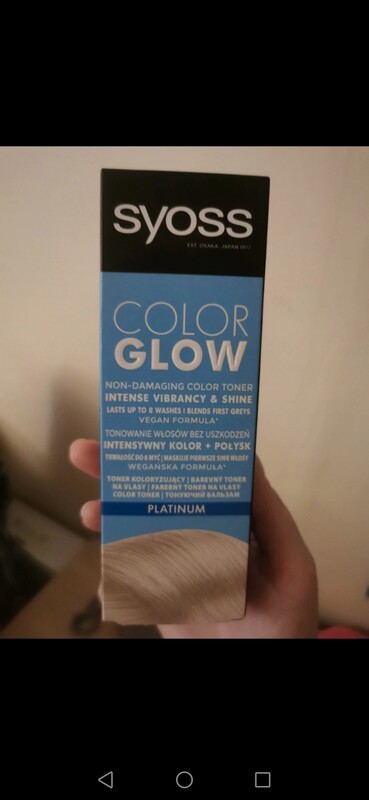 syoss
EST. OSAKA, JAPAN 1977
COLOR
GLOW
NON-DAMAGING COLOR TONER
INTENSE VIBRANCY & SHINE
LASTS UP TO 8 WASHES | BLENDS FIRST GREYS
VEGAN FORMULA*
TONOWANIE WŁOSÓW BEZ USZKODZEŃ
INTENSYWNY KOLOR + POŁYSK
TRWAŁOŚĆ DO 8 MYĆ | MASKUJE PIERWSZE SIWE WŁOSY
WEGAŃSKA FORMUŁA*
TONER KOLORYZUJĄCY | BAREVNÝ TONER
NA VLASY | FAREBNÝ TONER NA VLASY
COLOR TONER | ТОНУЮЧИЙ БАЛЬЗАМ
PLATINUM